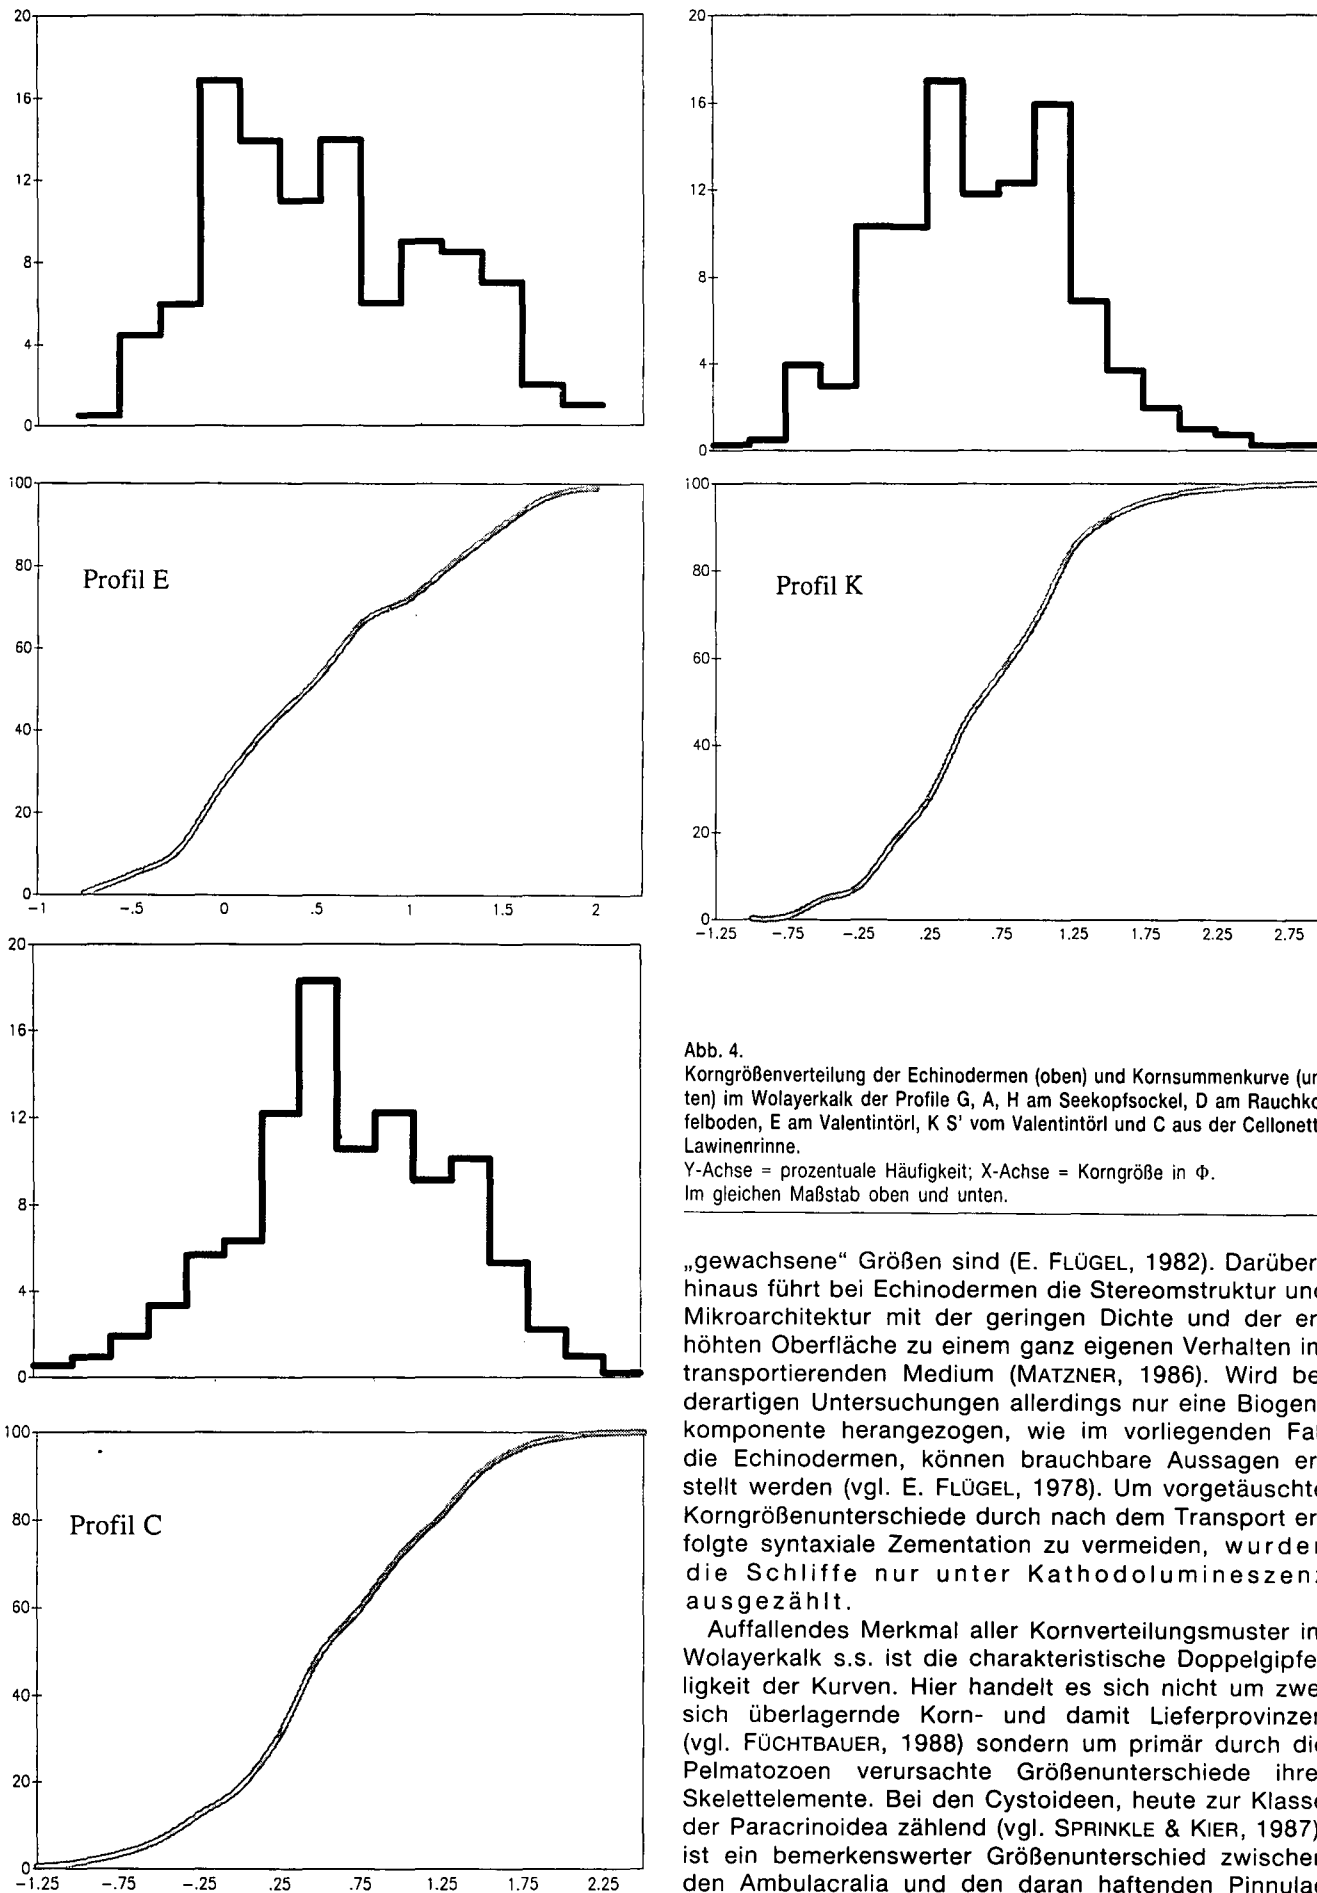 20
16
12
8
4
0
100
80
60
40
20
0
Profil E
-1 -.5 0 .5 1 1.5 2
20
16
12
8
4
0
100
80
60
40
20
0
Profil C
-1.25 -.75 -.25 .25 .75 1.25 1.75 2.25
20
16
12
8
4
0
100
80
60
40
20
0
Profil K
-1.25 -.75 -.25 .25 .75 1.25 1.75 2.25 2.75
Abb. 4.
Korngrößenverteilung der Echinodermen (oben) und Kornsummenkurve (un
ten) im Wolayerkalk der Profile G, A, H am Seekopfsockel, D am Rauchko
felboden, E am Valentintörl, K S' vom Valentintörl und C aus der Cellonett
Lawinenrinne.
Y-Achse = prozentuale Häufigkeit; X-Achse = Korngröße in Φ.
Im gleichen Maßstab oben und unten.
„gewachsene“ Größen sind (E. FLÜGEL, 1982). Darüber
hinaus führt bei Echinodermen die Stereomstruktur und
Mikroarchitektur mit der geringen Dichte und der er
höhten Oberfläche zu einem ganz eigenen Verhalten im
transportierenden Medium (MATZNER, 1986). Wird be
derartigen Untersuchungen allerdings nur eine Biogen
komponente herangezogen, wie im vorliegenden Fal
die Echinodermen, können brauchbare Aussagen er
stellt werden (vgl. E. FLÜGEL, 1978). Um vorgetäuschte
Korngrößenunterschiede durch nach dem Transport er
folgte syntaxiale Zementation zu vermeiden, wurden
die Schliffe nur unter Kathodolumineszenz
ausgezählt.
Auffallendes Merkmal aller Kornverteilungsmuster im
Wolayerkalk s.s. ist die charakteristische Doppelgipfe
ligkeit der Kurven. Hier handelt es sich nicht um zwe
sich überlagernde Korn- und damit Lieferprovinzen
(vgl. FÜCHTBAUER, 1988) sondern um primär durch die
Pelmatozoen verursachte Größenunterschiede ihre
Skelettelemente. Bei den Cystoideen, heute zur Klasse
der Paracrinoidea zählend (vgl. SPRINKLE & KIER, 1987)
ist ein bemerkenswerter Größenunterschied zwischen
den Ambulacralia und den daran haftenden Pinnulae